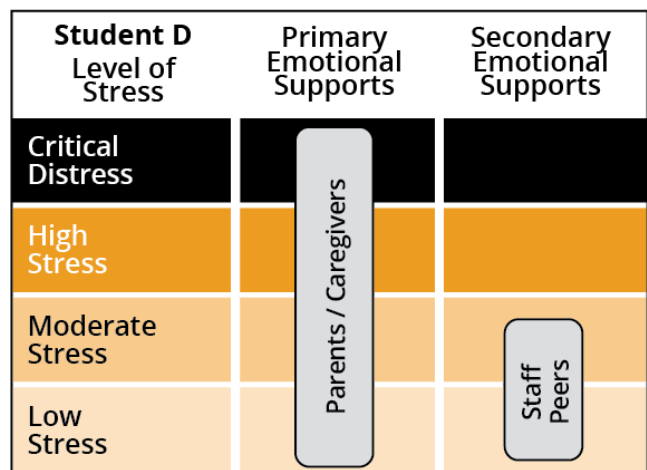 Student D
Level of
Stress
Primary
Emotional
Supports
Secondary
Emotional
Supports
Critical
Distress
High
Stress
Moderate
Stress
Low
Stress
Parents / Caregivers
Staff
Peers